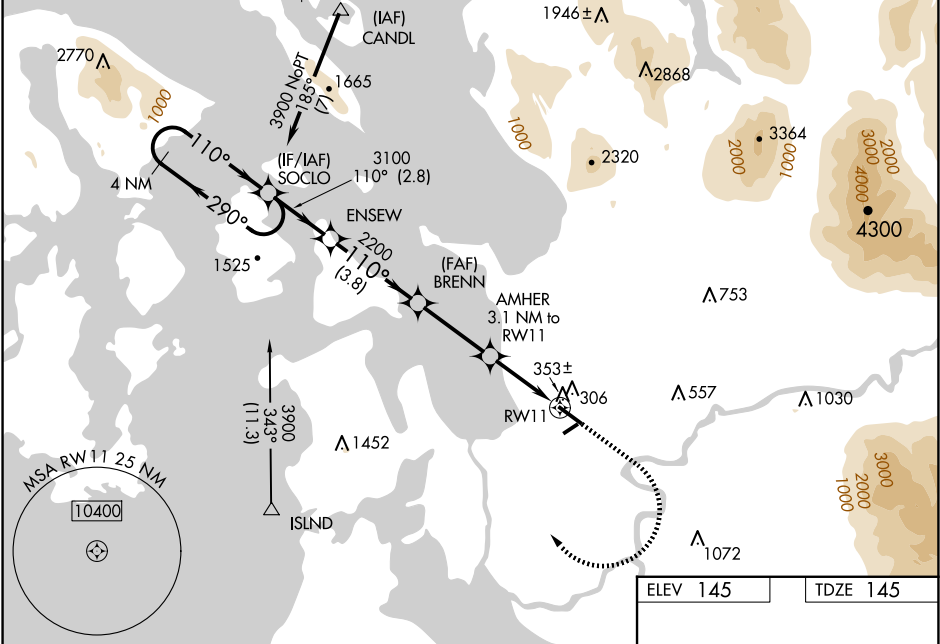 (IAF)
CANDL
1946±
2770
2868
1665
3900 NoPT
185°
(7)
1000
1000
3364
2000
1000
2320
3000
2000
4000
4300
110°
(IF/IAF)
SOCLO
3100
110° (2.8)
4 NM
290°
ENSEW
2200
110°
(3.8)
1525
(FAF)
BRENN
753
AMHER
3.1 NM to
RW11
353±
306
RW11
557
1030
3900
343°
(11.3)
1452
MSA RW11 25 NM
10400
ISLND
3000
2000
1000
1072
ELEV 145
TDZE 145